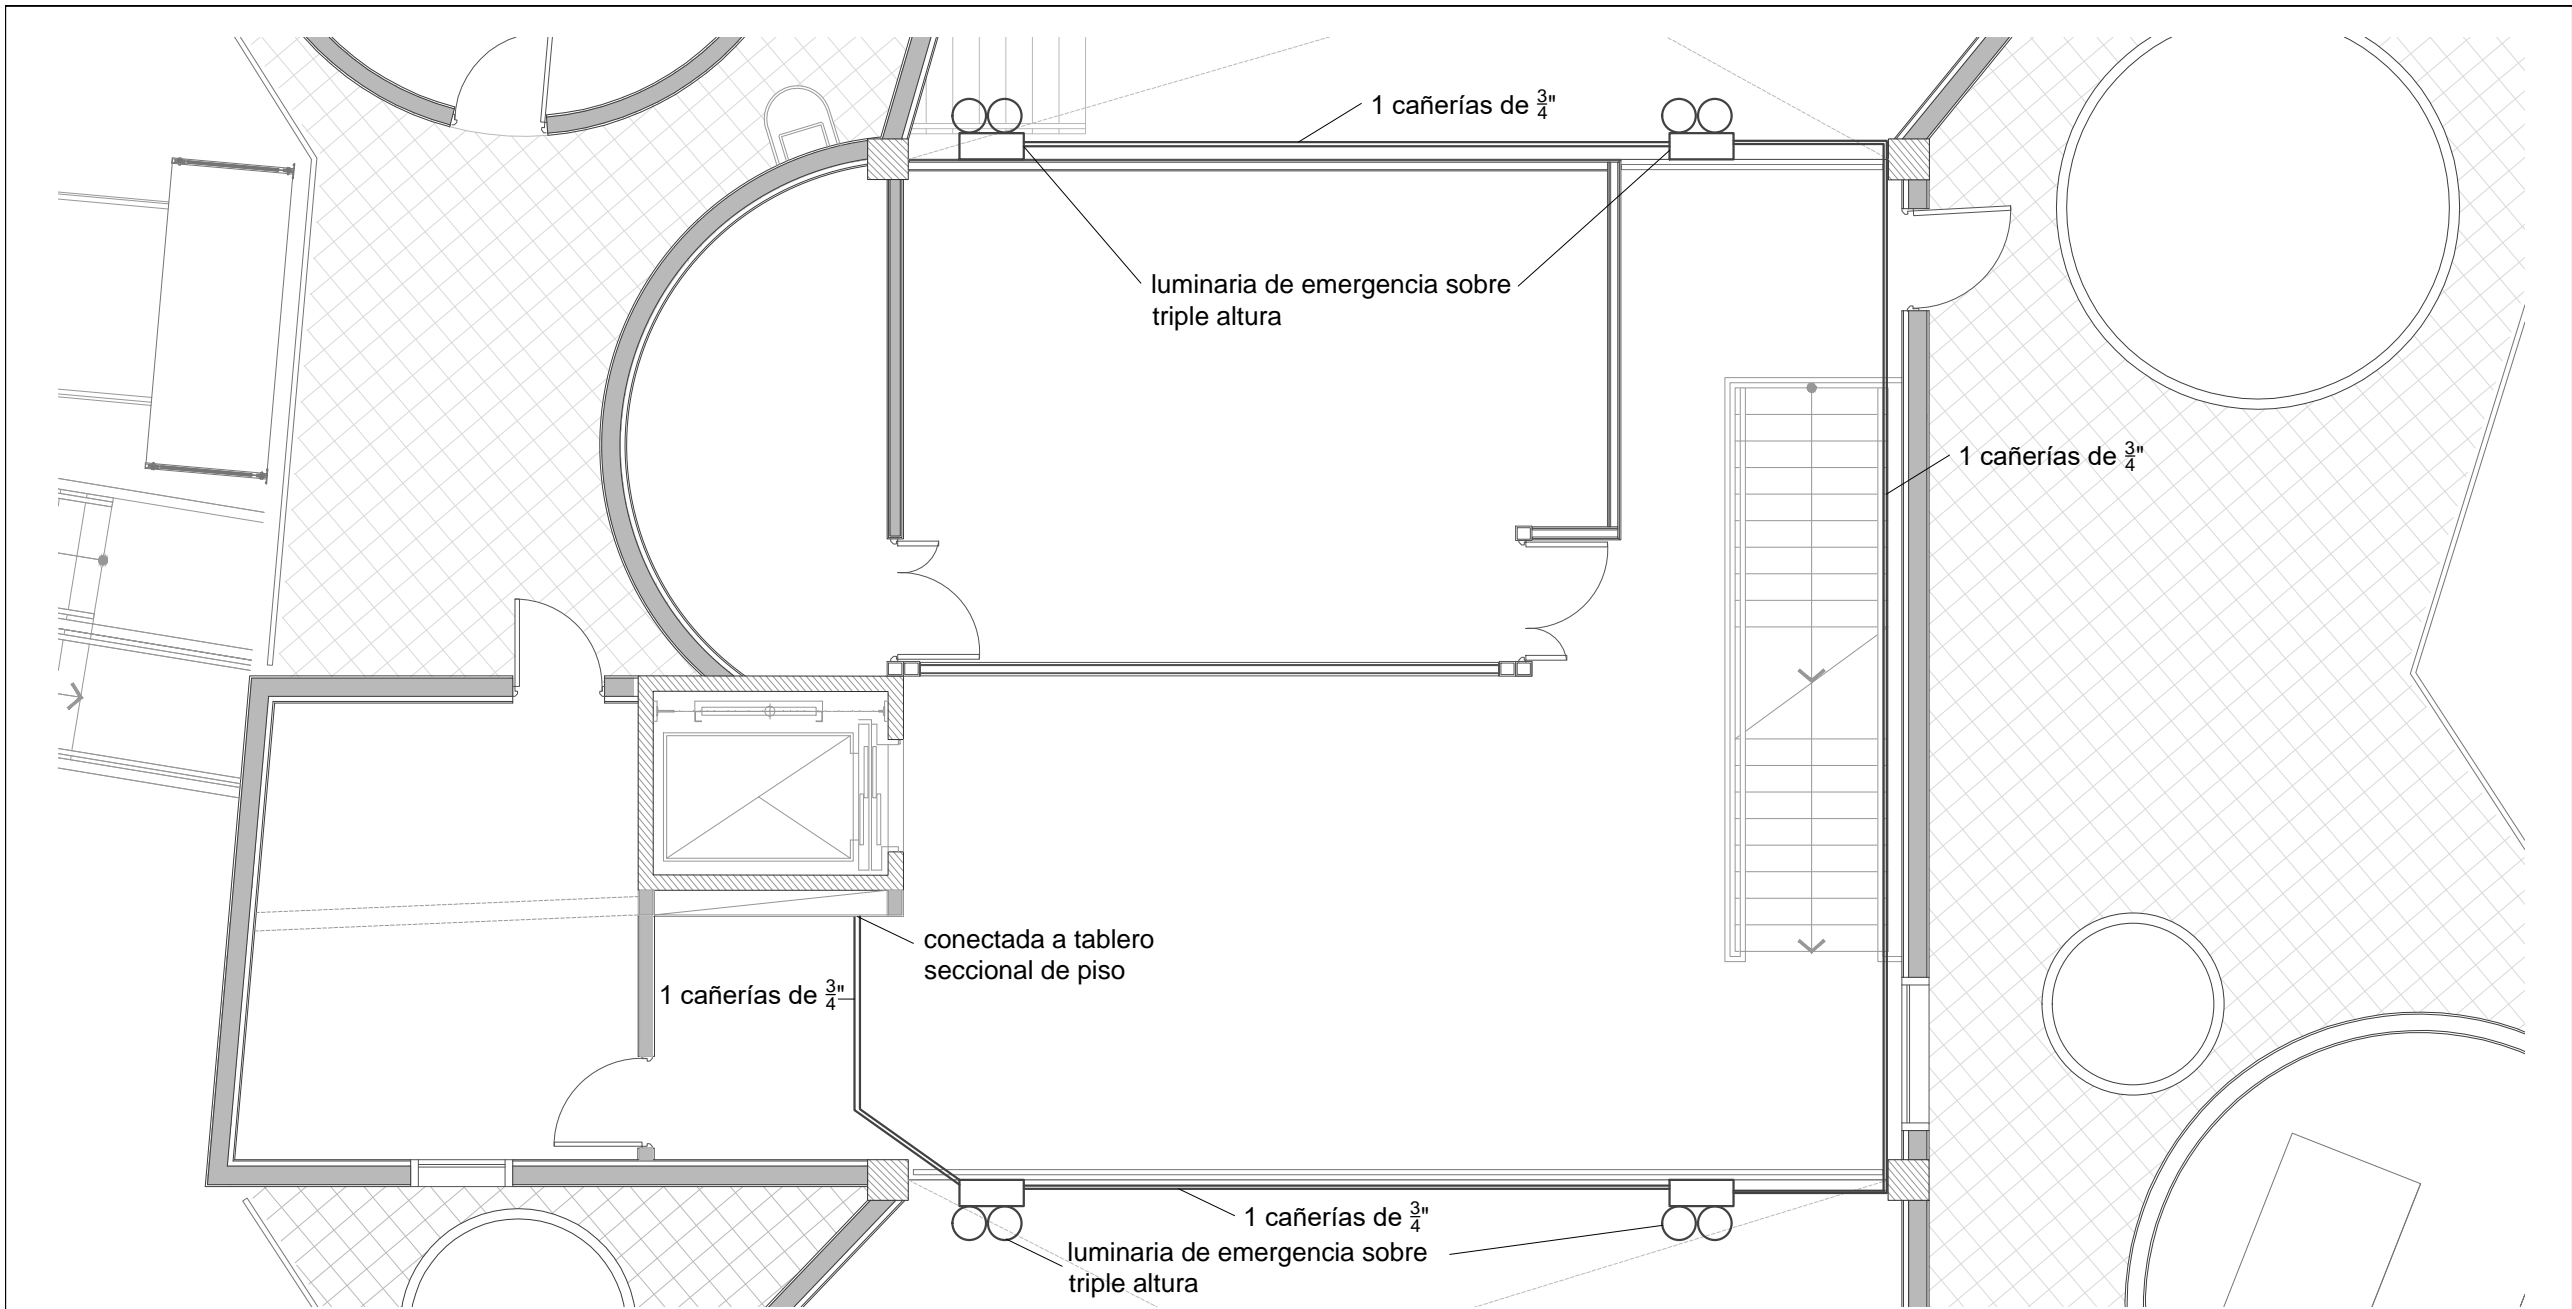 1 cañerías de 3/4"
luminaria de emergencia sobre
triple altura
1 cañerías de 3/4"
conectada a tablero
seccional de piso
1 cañerías de 3/4"
1 cañerías de 3/4"
luminaria de emergencia sobre
triple altura